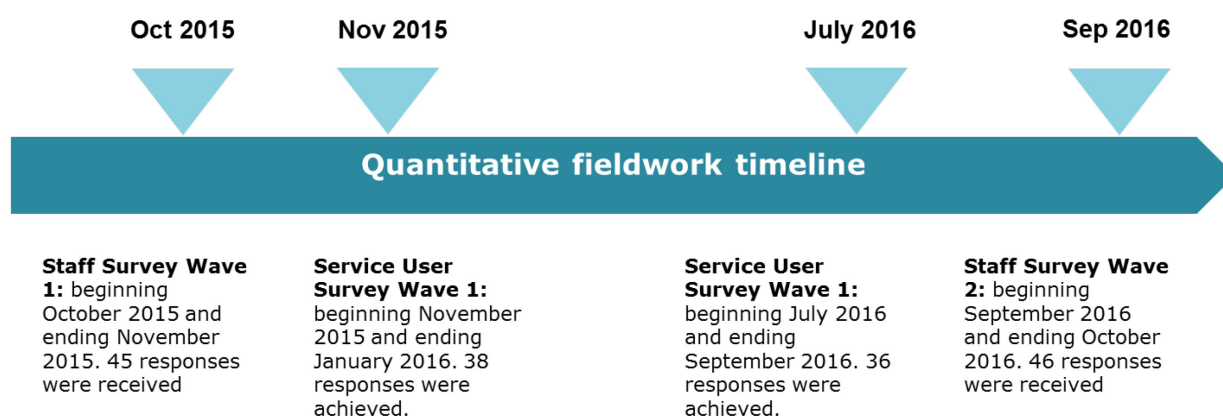 Oct 2015
Nov 2015
July 2016
Sep 2016
Quantitative fieldwork timeline
Staff Survey Wave
1: beginning
October 2015 and
ending November
2015. 45 responses
were received
Service User
Survey Wave 1:
beginning November
2015 and ending
January 2016. 38
responses were
achieved.
Service User
Survey Wave 1:
beginning July 2016
and ending
September 2016. 36
responses were
achieved.
Staff Survey Wave
2: beginning
September 2016
and ending October
2016. 46 responses
were received